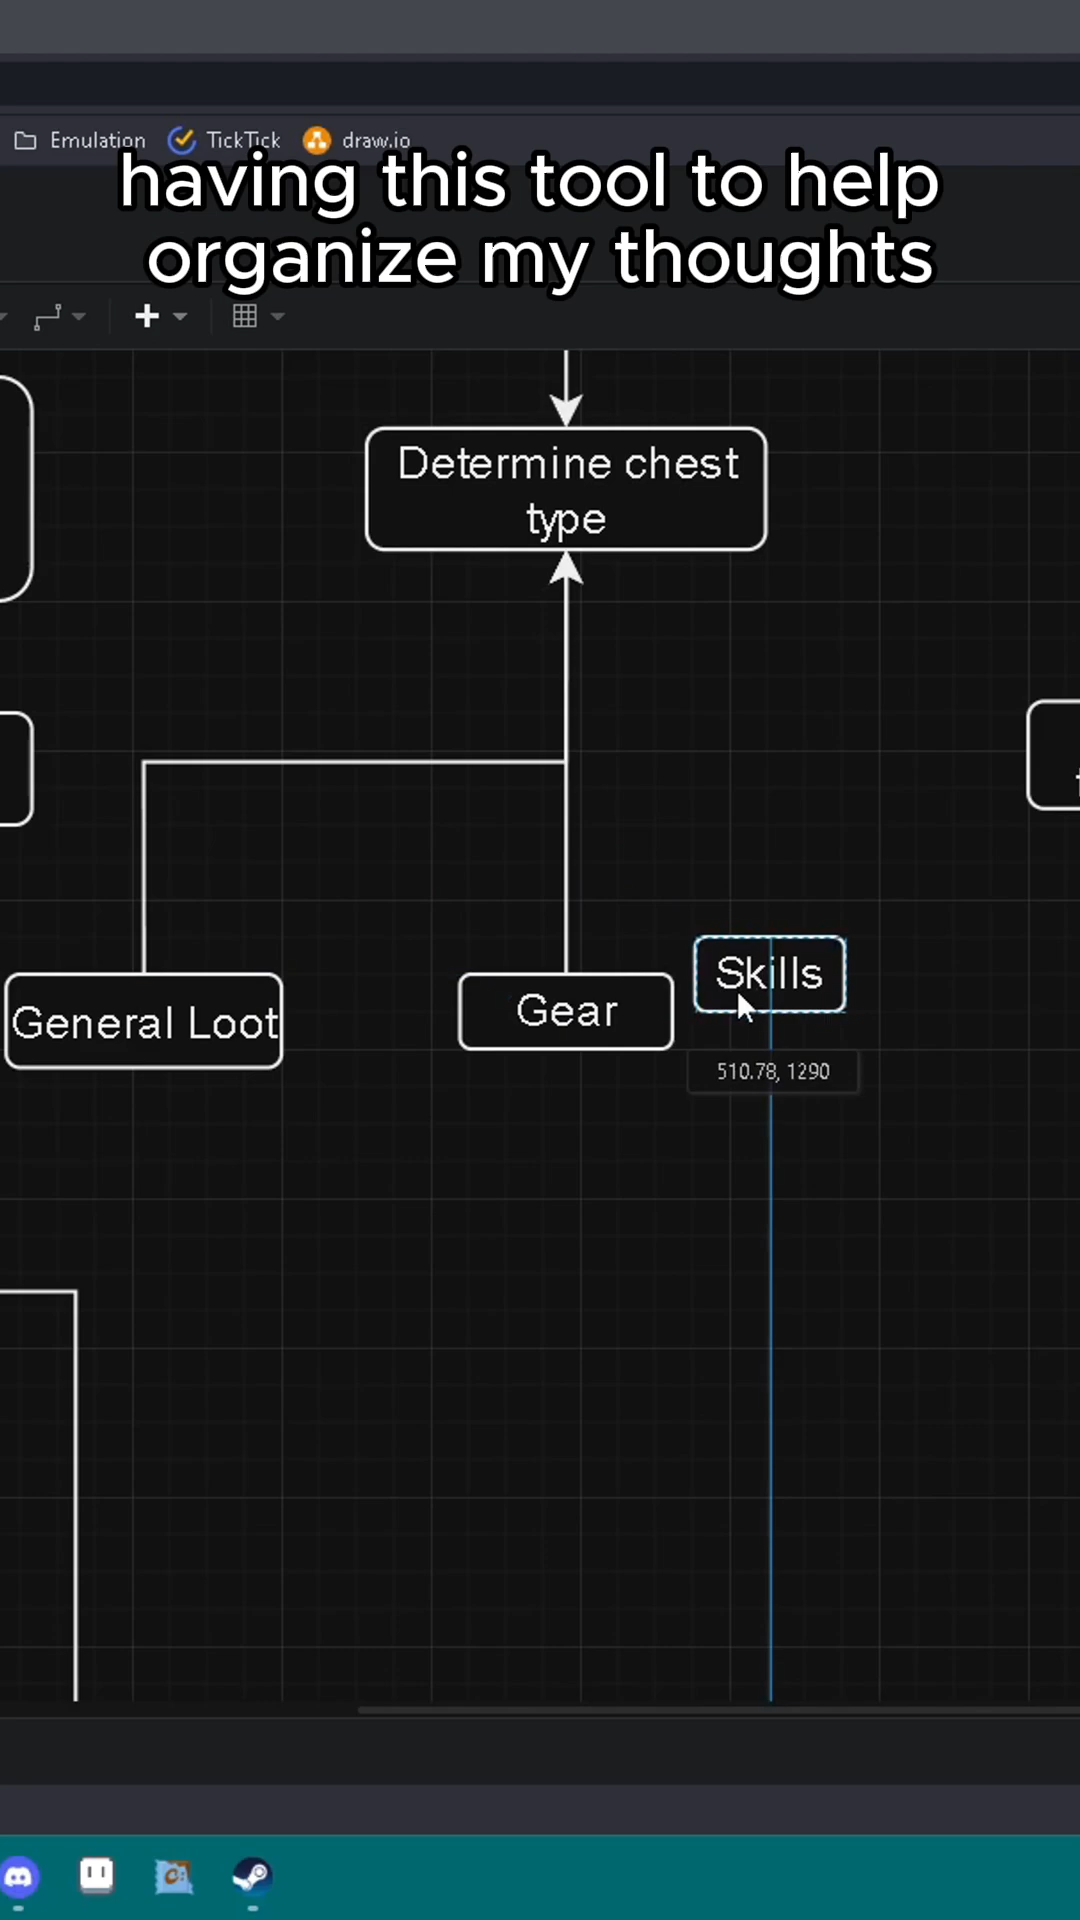 Emulation TickTick draw.io
having this tool to help
organize my thoughts
Determine chest
type
Skills
General Loot
Gear
510.78, 1290